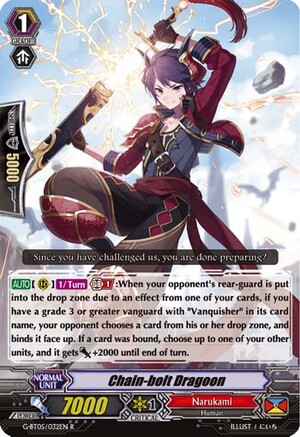 1
GRADE
SHIELD
5000
Since you have challenged us, you are done preparing?
AUTO 1/Turn GB 1 :When your opponent's rear-guard is put
into the drop zone due to an effect from one of your cards, if you
have a grade 3 or greater vanguard with "Vanquisher" in its card
name, your opponent chooses a card from his or her drop zone, and
binds it face up. If a card was bound, choose up to one of your other
units, and it gets +2000 until end of turn.
NORMAL
UNIT
Chain-bolt Dragoon
POWER
7000
1
CRITICAL
Narukami
Human
G-BT05/032EN R